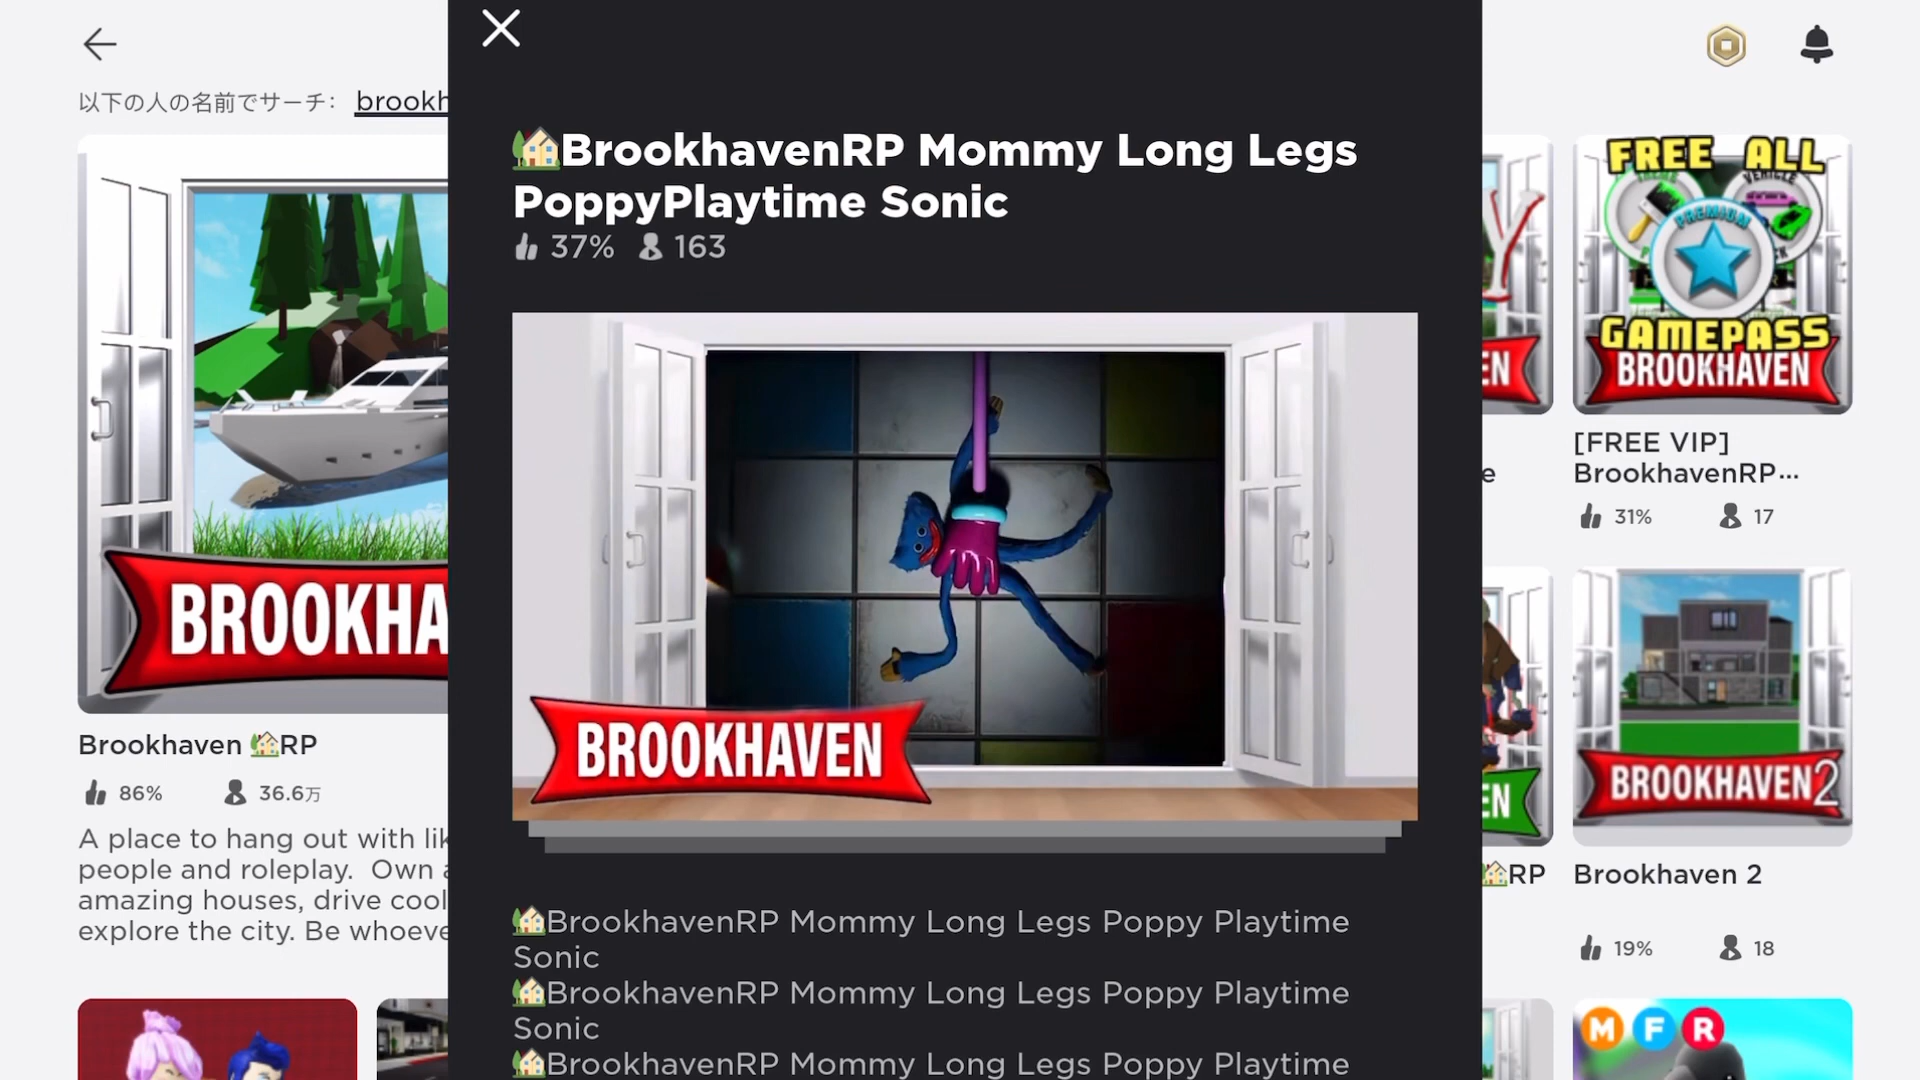 以下の人の名前でサーチ: brookh
BROOKHA
Brookhaven 🏡RP
86% 36.6万
A place to hang out with lik
people and roleplay. Own a
amazing houses, drive cool
explore the city. Be whoeve
🏡BrookhavenRP Mommy Long Legs
PoppyPlaytime Sonic
37% 163
BROOKHAVEN
🏡BrookhavenRP Mommy Long Legs Poppy Playtime
Sonic
🏡BrookhavenRP Mommy Long Legs Poppy Playtime
Sonic
🏡BrookhavenRP Mommy Long Legs Poppy Playtime
Y
EN
e
EN
🏡RP
FREE ALL
VEHICLE
PREMIUM
GAMEPASS
BROOKHAVEN
[FREE VIP]
BrookhavenRP...
31% 17
BROOKHAVEN2
Brookhaven 2
19% 18
M F R